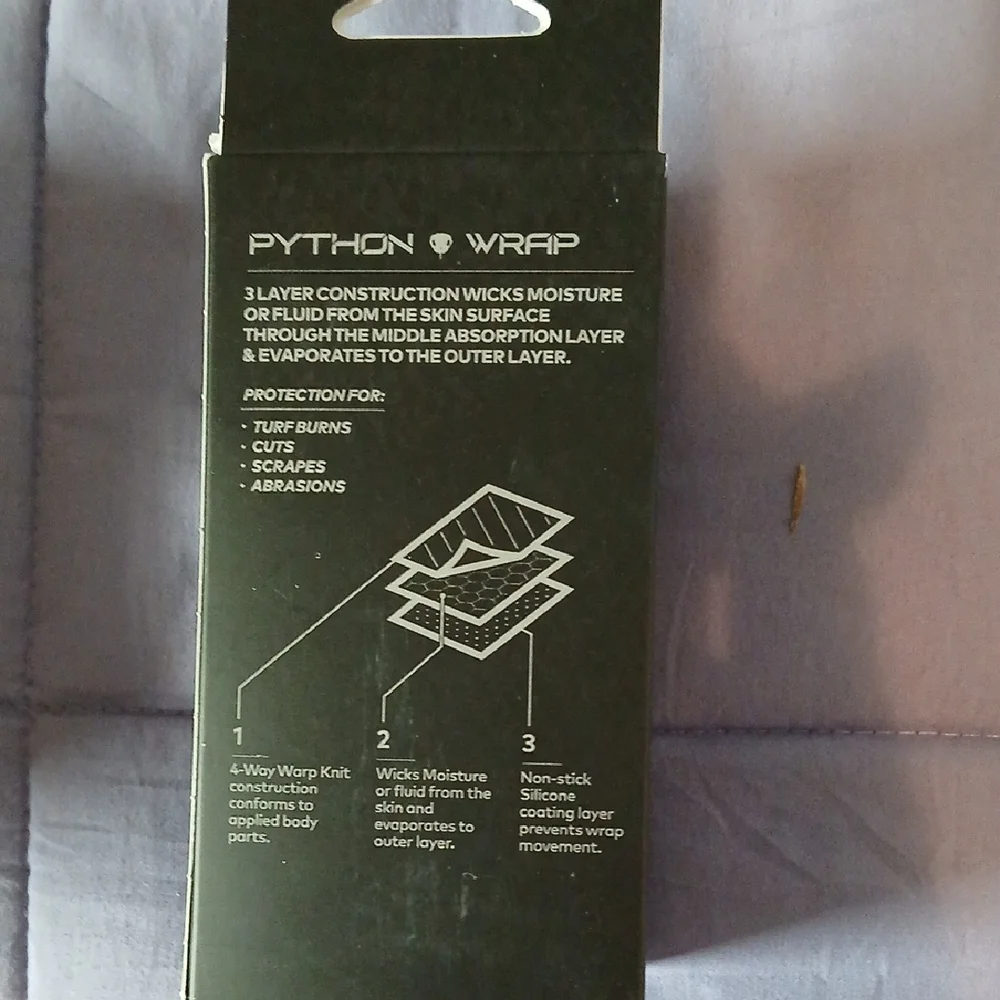 PYTHON WRAP
3 LAYER CONSTRUCTION WICKS MOISTURE
OR FLUID FROM THE SKIN SURFACE
THROUGH THE MIDDLE ABSORPTION LAYER
& EVAPORATES TO THE OUTER LAYER.
PROTECTION FOR:
· TURF BURNS
· CUTS
· SCRAPES
· ABRASIONS
1
4-Way Warp Knit
construction
conforms to
applied body
parts.
2
Wicks Moisture
or fluid from the
skin and
evaporates to
outer layer.
3
Non-stick
Silicone
coating layer
prevents wrap
movement.